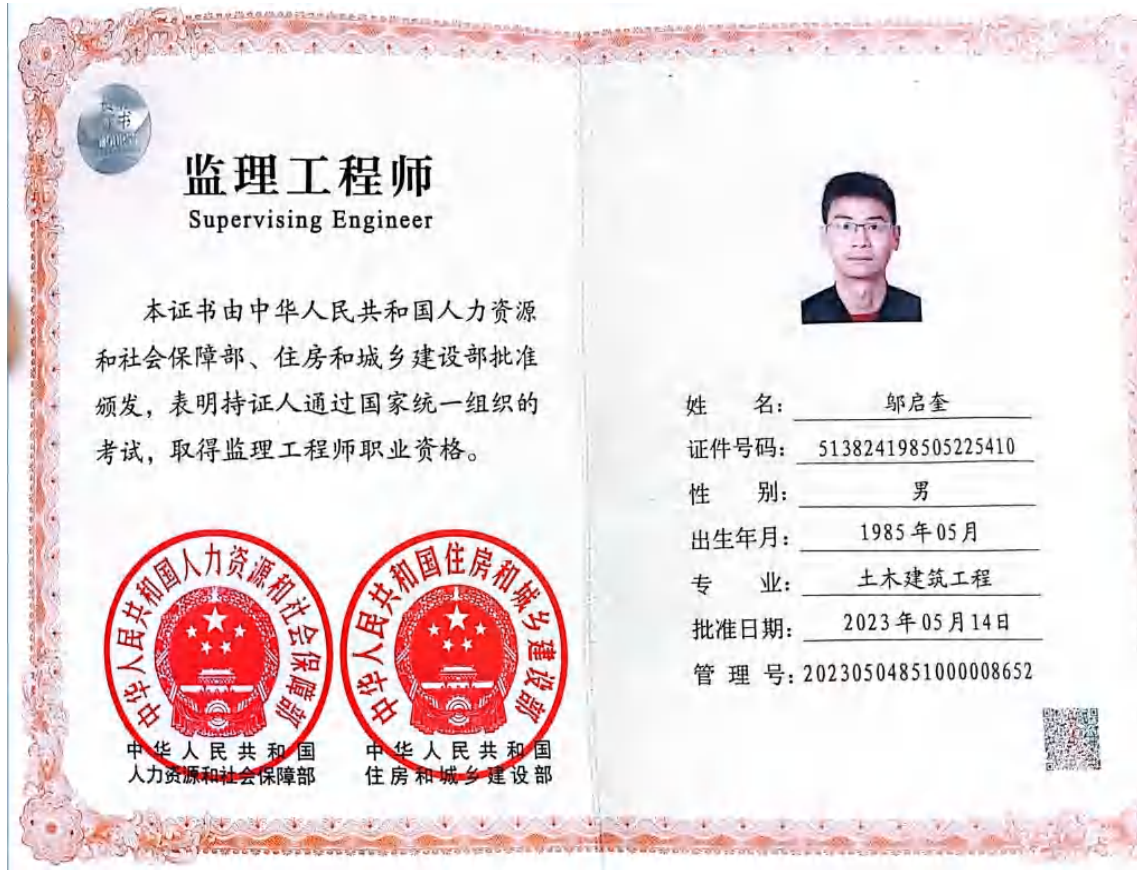 监理工程师
Supervising Engineer
本证书由中华人民共和国人力资源
和社会保障部、住房和城乡建设部批准
颁发，表明持证人通过国家统一组织的
考试，取得监理工程师职业资格。
中华人民共和国人力资源和社会保障部
中华人民共和国住房和城乡建设部
中华人民共和国
人力资源和社会保障部
中华人民共和国
住房和城乡建设部
姓 名：邬启奎
证件号码：513824198505225410
性 别：男
出生年月：1985年05月
专 业：土木建筑工程
批准日期：2023年05月14日
管 理 号：20230504851000008652